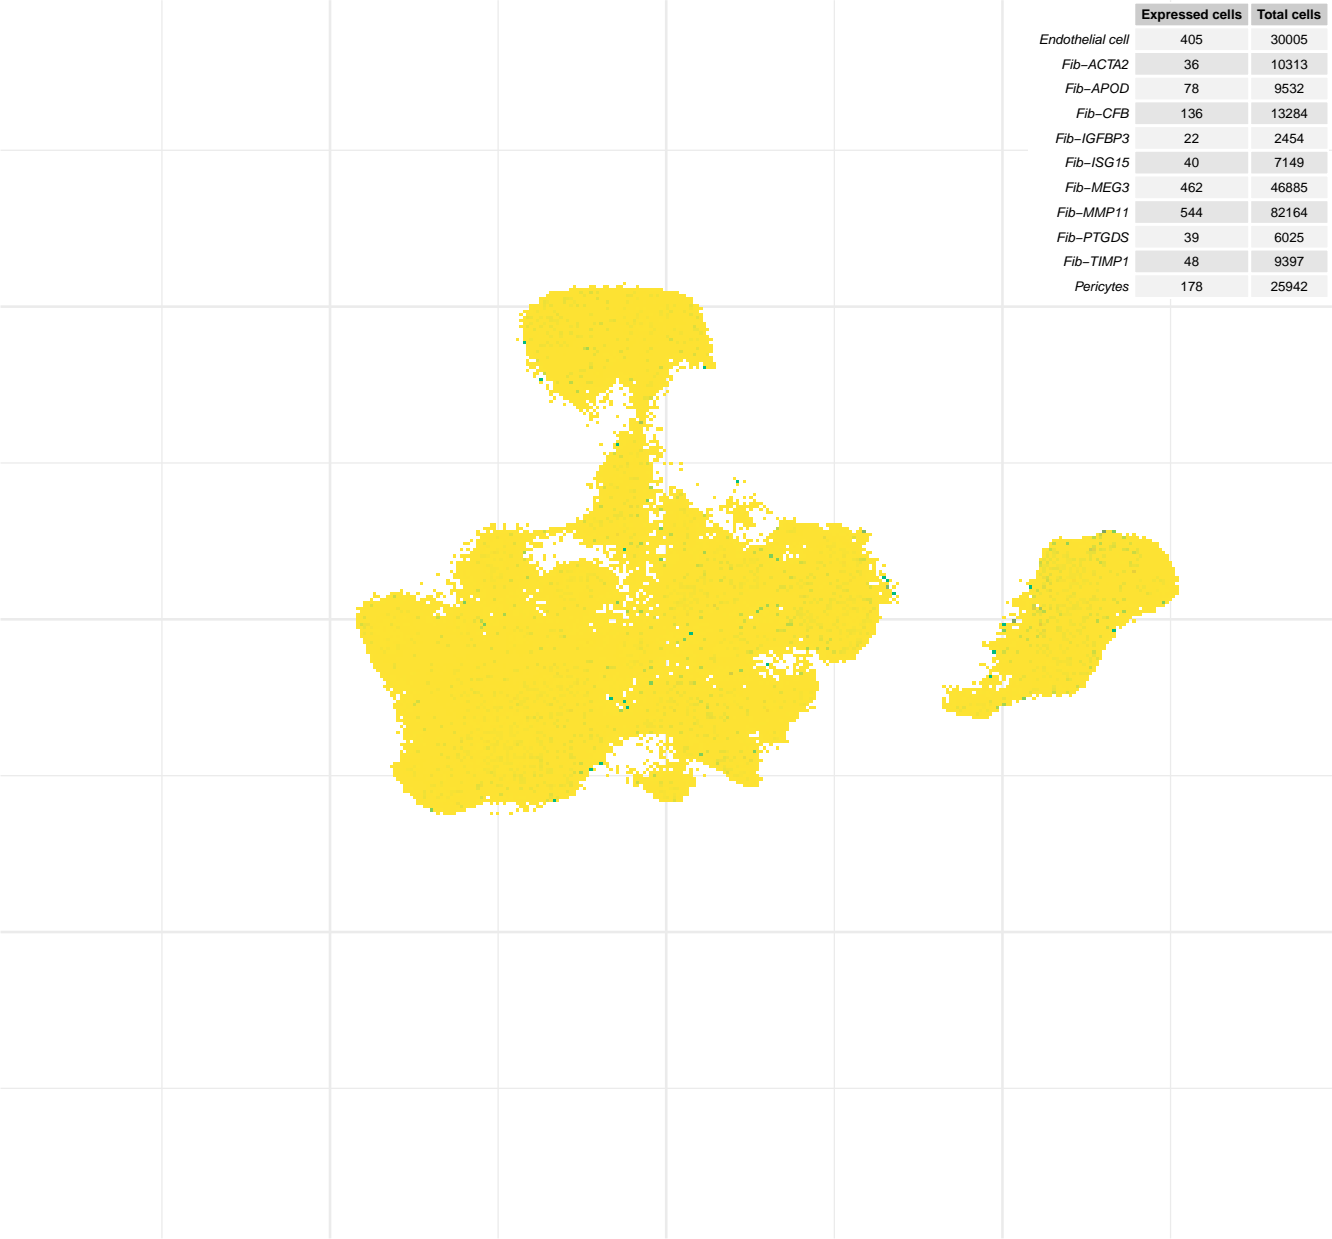 Expressed cells Total cells
Endothelial cell 405 30005
Fib−ACTA2 36 10313
Fib−APOD 78 9532
Fib−CFB 136 13284
Fib−IGFBP3 22 2454
Fib−ISG15 40 7149
Fib−MEG3 462 46885
Fib−MMP11 544 82164
Fib−PTGDS 39 6025
Fib−TIMP1 48 9397
Pericytes 178 25942